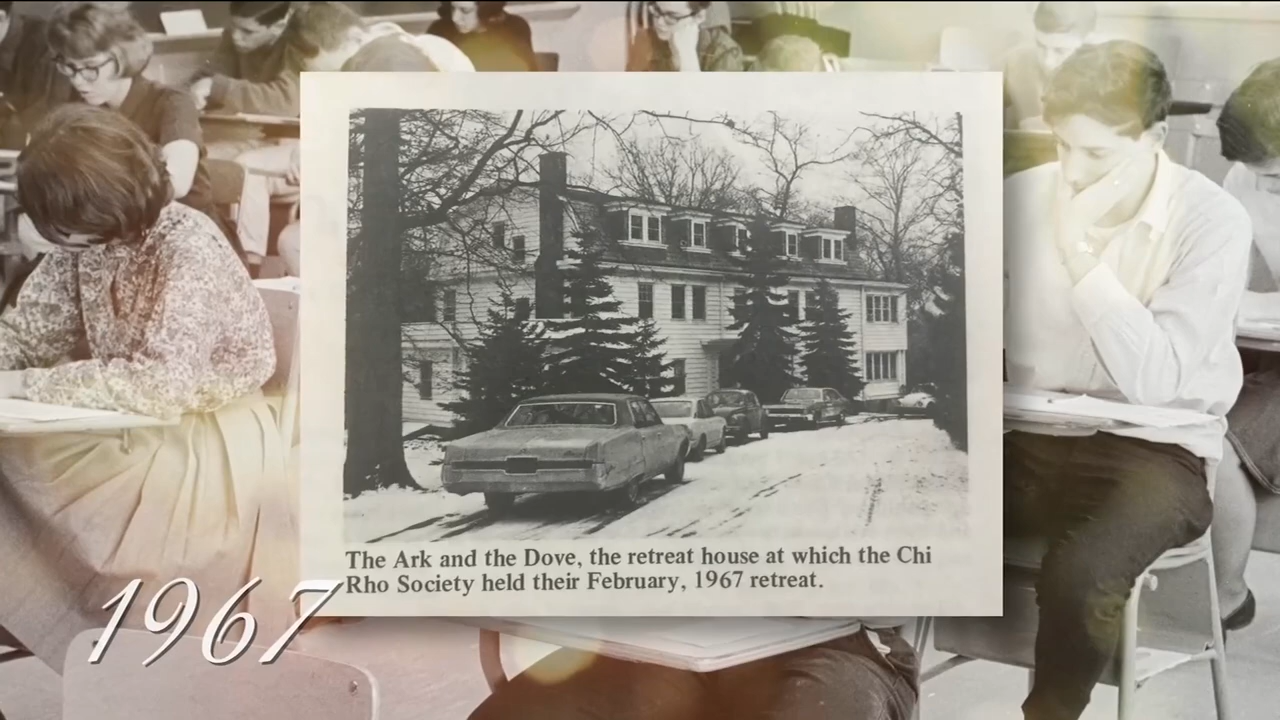 The Ark and the Dove, the retreat house at which the Chi
Rho Society held their February, 1967 retreat.
1967